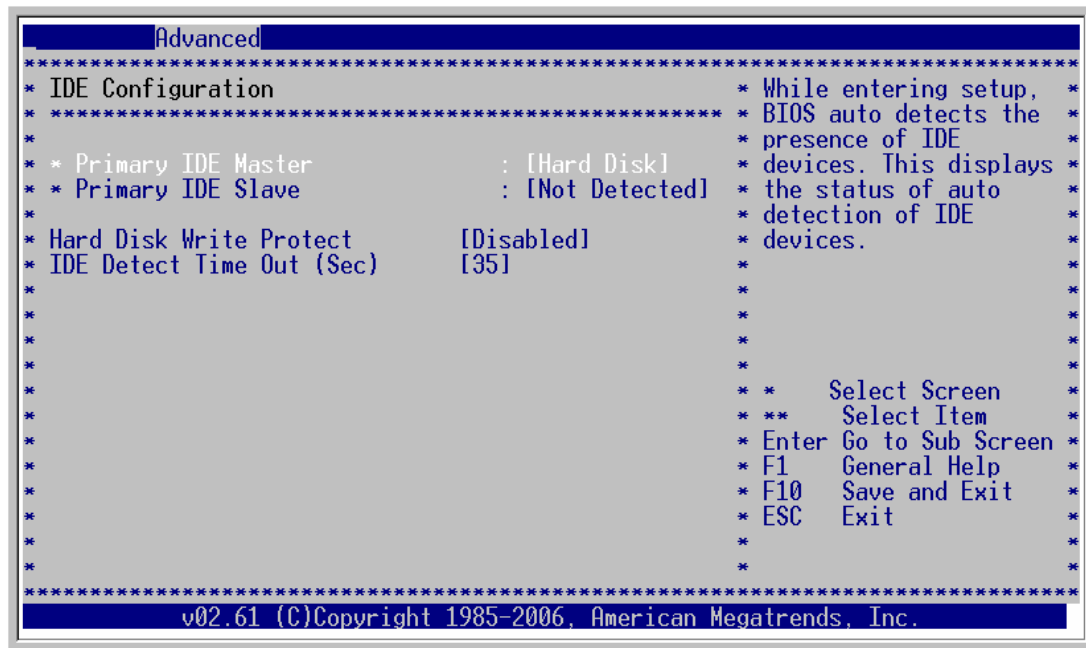 Advanced
*********************************************************************************
* IDE Configuration * While entering setup, *
* *************************************************** * BIOS auto detects the *
* * presence of IDE *
* * Primary IDE Master : [Hard Disk] * devices. This displays *
* * Primary IDE Slave : [Not Detected] * the status of auto *
* * detection of IDE *
* Hard Disk Write Protect [Disabled] * devices. *
* IDE Detect Time Out (Sec) [35] * *
* * *
* * *
* * *
* * *
* * * Select Screen *
* * ** Select Item *
* * Enter Go to Sub Screen *
* * F1 General Help *
* * F10 Save and Exit *
* * ESC Exit *
* * *
* * *
*********************************************************************************
v02.61 (C)Copyright 1985-2006, American Megatrends, Inc.